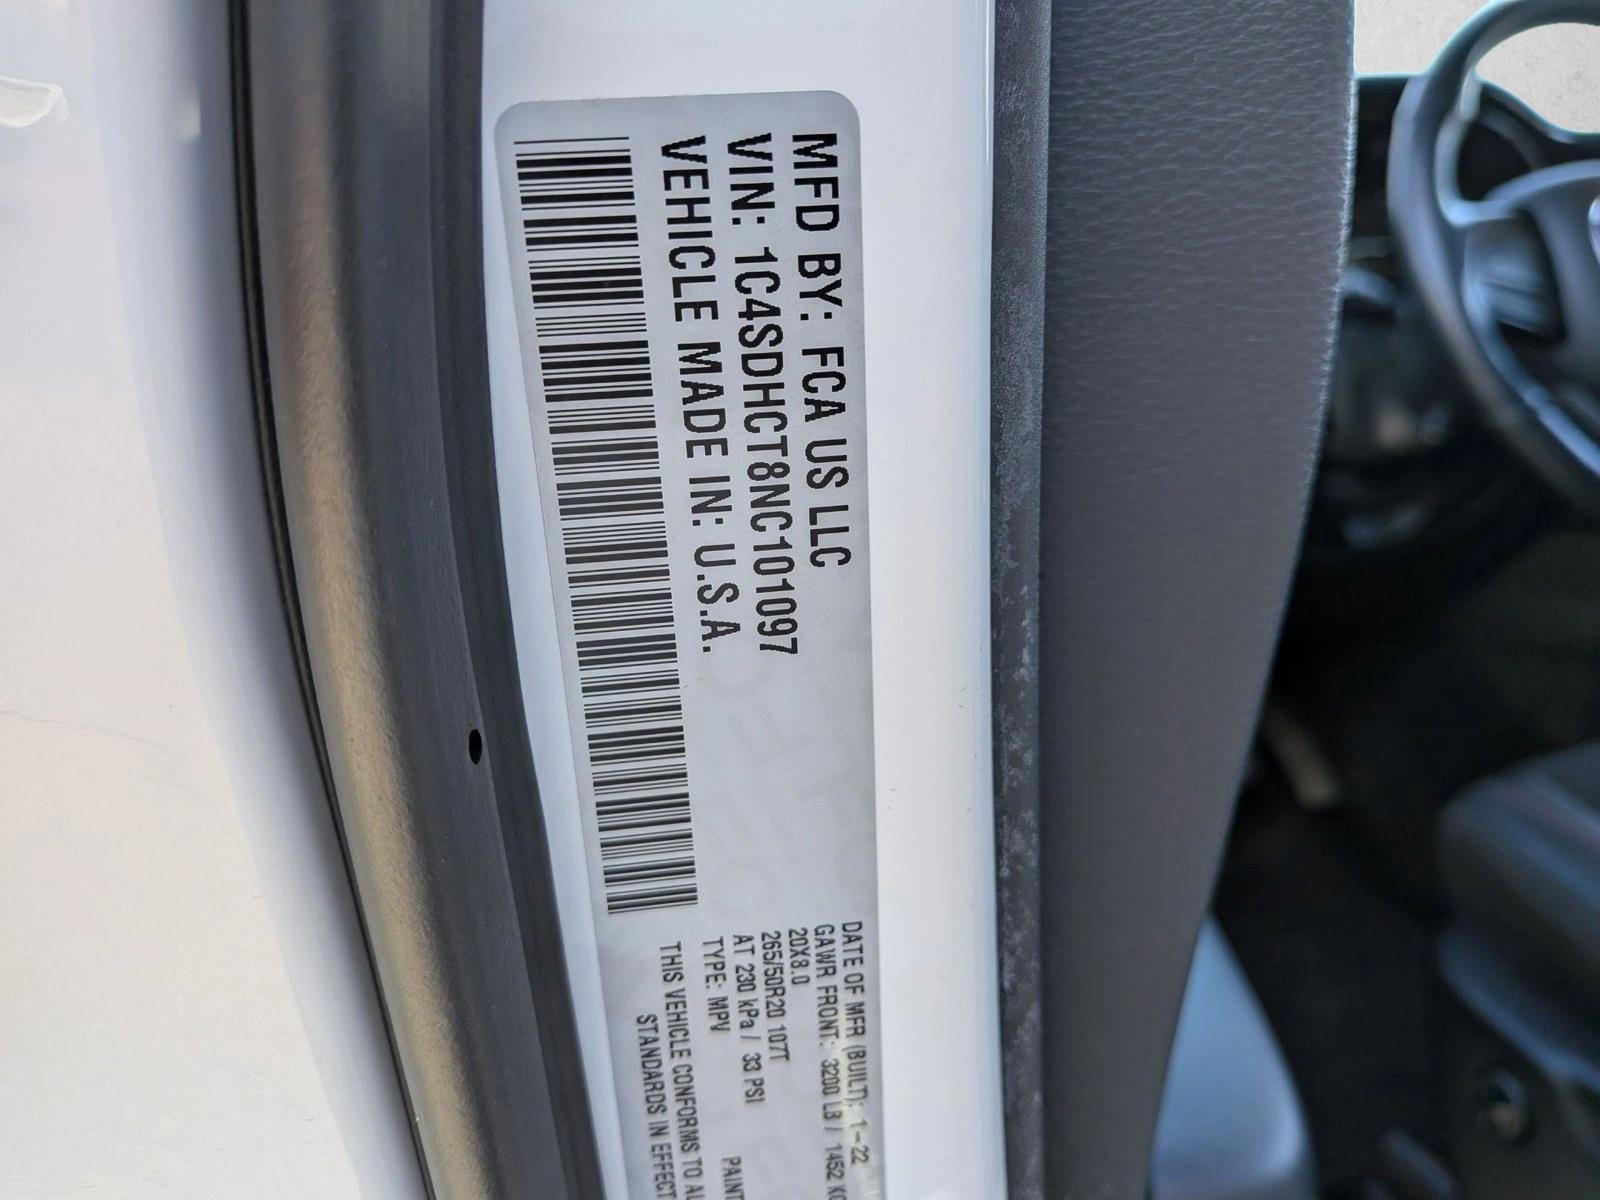 MFD BY: FCA US LLC
VIN: 1C4SDHCT8NC101097
VEHICLE MADE IN: U.S.A.
DATE OF MFR (BUILT): 1-22
GAWR FRONT: 3200 LB / 1452 KG
20X8.0
265/50R20 107T
AT 230 kPa / 33 PSI
TYPE: MPV PAINT
THIS VEHICLE CONFORMS TO AL
STANDARDS IN EFFECT